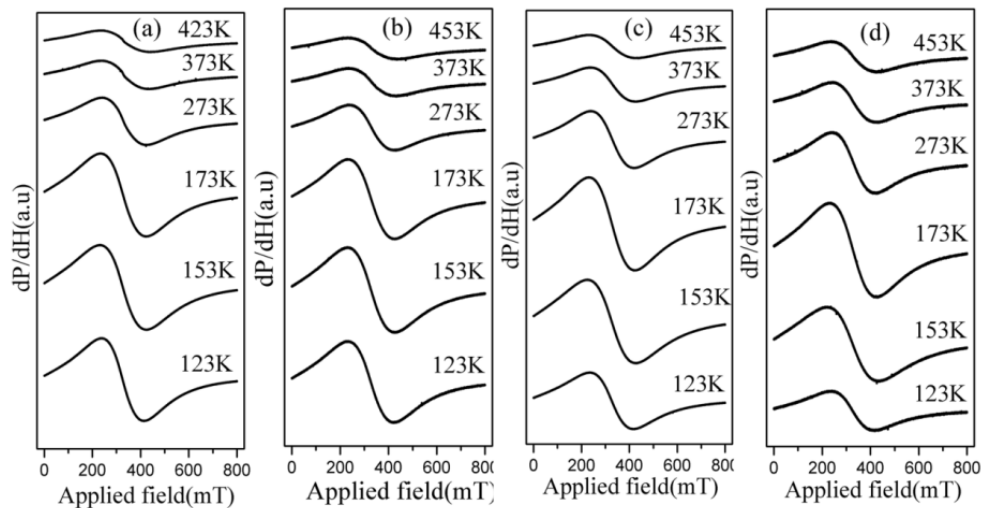 (a)
423K
373K
273K
173K
153K
123K
dP/dH(a.u)
0 200 400 600 800
Applied field(mT)
(b)
453K
373K
273K
173K
153K
123K
dP/dH(a.u)
0 200 400 600 800
Applied field(mT)
(c)
453K
373K
273K
173K
153K
123K
dP/dH(a.u)
0 200 400 600 800
Applied field(mT)
(d)
453K
373K
273K
173K
153K
123K
dP/dH(a.u)
0 200 400 600 800
Applied field(mT)